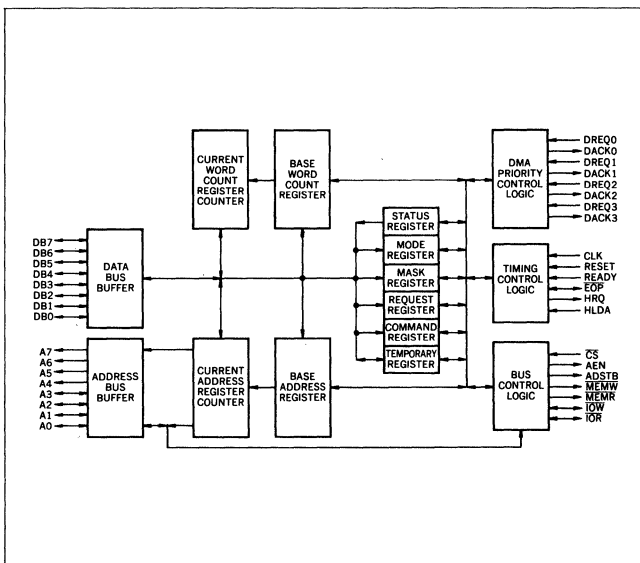 CURRENT
WORD
COUNT
REGISTER
COUNTER
BASE
WORD
COUNT
REGISTER
DMA
PRIORITY
CONTROL
LOGIC
DREQ0
DACK0
DREQ1
DACK1
DREQ2
DACK2
DREQ3
DACK3
STATUS
REGISTER
MODE
REGISTER
MASK
REGISTER
REQUEST
REGISTER
COMMAND
REGISTER
TEMPORARY
REGISTER
DB7
DB6
DB5
DB4
DB3
DB2
DB1
DB0
DATA
BUS
BUFFER
TIMING
CONTROL
LOGIC
CLK
RESET
READY
EOP
HRQ
HLDA
A7
A6
A5
A4
A3
A2
A1
A0
ADDRESS
BUS
BUFFER
CURRENT
ADDRESS
REGISTER
COUNTER
BASE
ADDRESS
REGISTER
BUS
CONTROL
LOGIC
CS
AEN
ADSTB
MEMW
MEMR
IOW
IOR